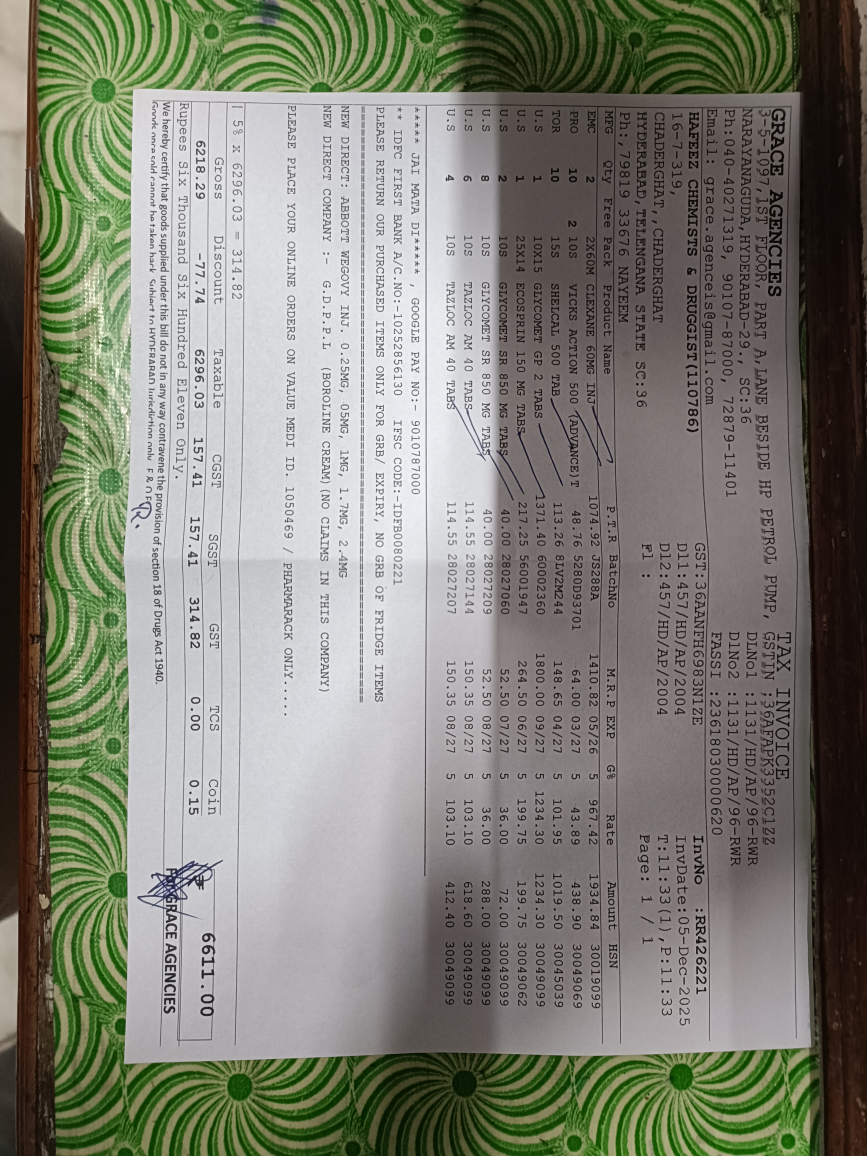 GRACE AGENCIES TAX INVOICE
3-5-1097,1ST FLOOR, PART A,LANE BESIDE HP PETROL PUMP, GSTIN :36AFAPK3352C1ZZ
NARAYANAGUDA,HYDERABAD-29., SC:36 DLNo1 :1131/HD/AP/96-RWR
Ph:040-40271319, 90107-87000, 72879-11401 DLNo2 :1131/HD/AP/96-RWR
Email: grace.agenceis@gmail.com FASSI :23618030000620
HAFEEZ CHEMISTS & DRUGGIST(110786) GST:36AANFH6983N1ZE InvNo :RR426221
16-7-319, D11:457/HD/AP/2004 InvDate:05-Dec-2025
CHADERGHAT,,CHADERGHAT D12:457/HD/AP/2004 T:11:33(1),P:11:33
HYDERABAD,TELENGANA STATE SC:36 F1 : Page: 1 / 1
Ph:,79819 33676 NAYEEM
MFG Qty Free Pack Product Name P.T.R BatchNo M.R.P EXP G% Rate Amount HSN
EMC 2 2X60M CLEXANE 60MG INJ 1074.92 JS288A 1410.82 05/26 5 967.42 1934.84 30019099
PRO 10 2 10S VICKS ACTION 500 (ADVANCE)T 48.76 5280D93701 64.00 03/27 5 43.89 438.90 30049069
TOR 10 15S SHELCAL 500 TAB 113.26 8LV2M244 148.65 04/27 5 101.95 1019.50 30045039
U.S 1 10X15 GLYCOMET GP 2 TABS 1371.40 60002360 1800.00 09/27 5 1234.30 1234.30 30049099
U.S 1 25X14 ECOSPRIN 150 MG TABS 217.25 56001947 264.50 06/27 5 199.75 199.75 30049062
U.S 2 10S GLYCOMET SR 850 MG TABS 40.00 28027060 52.50 07/27 5 36.00 72.00 30049099
U.S 8 10S GLYCOMET SR 850 MG TABS 40.00 28027209 52.50 08/27 5 36.00 288.00 30049099
U.S 6 10S TAZLOC AM 40 TABS 114.55 28027144 150.35 08/27 5 103.10 618.60 30049099
U.S 4 10S TAZLOC AM 40 TABS 114.55 28027207 150.35 08/27 5 103.10 412.40 30049099
***** JAI MATA DI***** , GOOGLE PAY NO:- 9010787000
** IDFC FIRST BANK A/C.NO:-10252856130 IFSC CODE:-IDFB0080221
PLEASE RETURN OUR PURCHASED ITEMS ONLY FOR GRB/ EXPIRY, NO GRB OF FRIDGE ITEMS
NEW DIRECT: ABBOTT WEGOVY INJ. 0.25MG, 05MG, 1MG, 1.7MG, 2.4MG
NEW DIRECT COMPANY :- G.D.P.P.L (BOROLINE CREAM)(NO CLAIMS IN THIS COMPANY)
PLEASE PLACE YOUR ONLINE ORDERS ON VALUE MEDI ID. 1050469 / PHARMARACK ONLY.....
| 5% x 6296.03 = 314.82
Gross Discount Taxable CGST SGST GST TCS Coin
6218.29 -77.74 6296.03 157.41 157.41 314.82 0.00 0.15 6611.00
Rupees Six Thousand Six Hundred Eleven Only.
We hereby certify that goods supplied under this bill do not in any way contravene the provision of section 18 of Drugs Act 1940.
Goods once sold cannot be taken back. Subject to HYDERABAD Jurisdiction only. E & O E
For GRACE AGENCIES